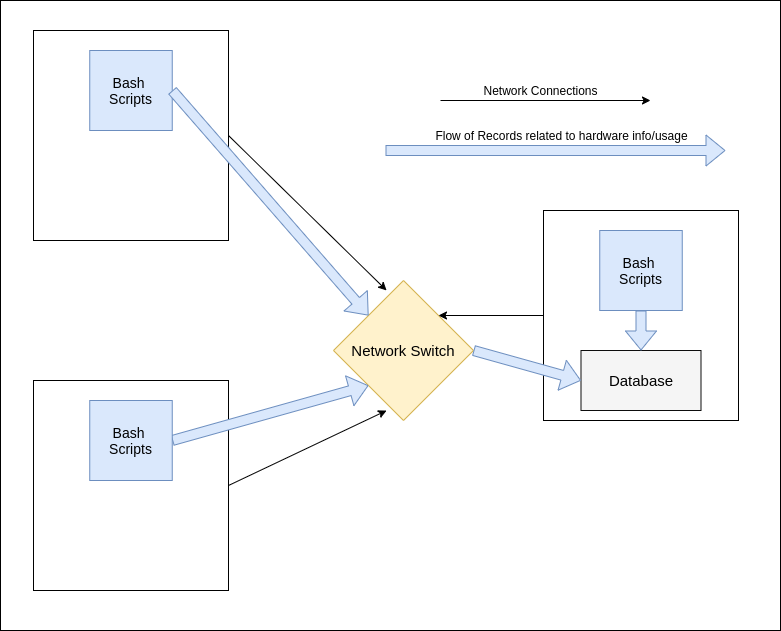 Bash
Scripts
Network Connections
Flow of Records related to hardware info/usage
Bash
Scripts
Network Switch
Database
Bash
Scripts